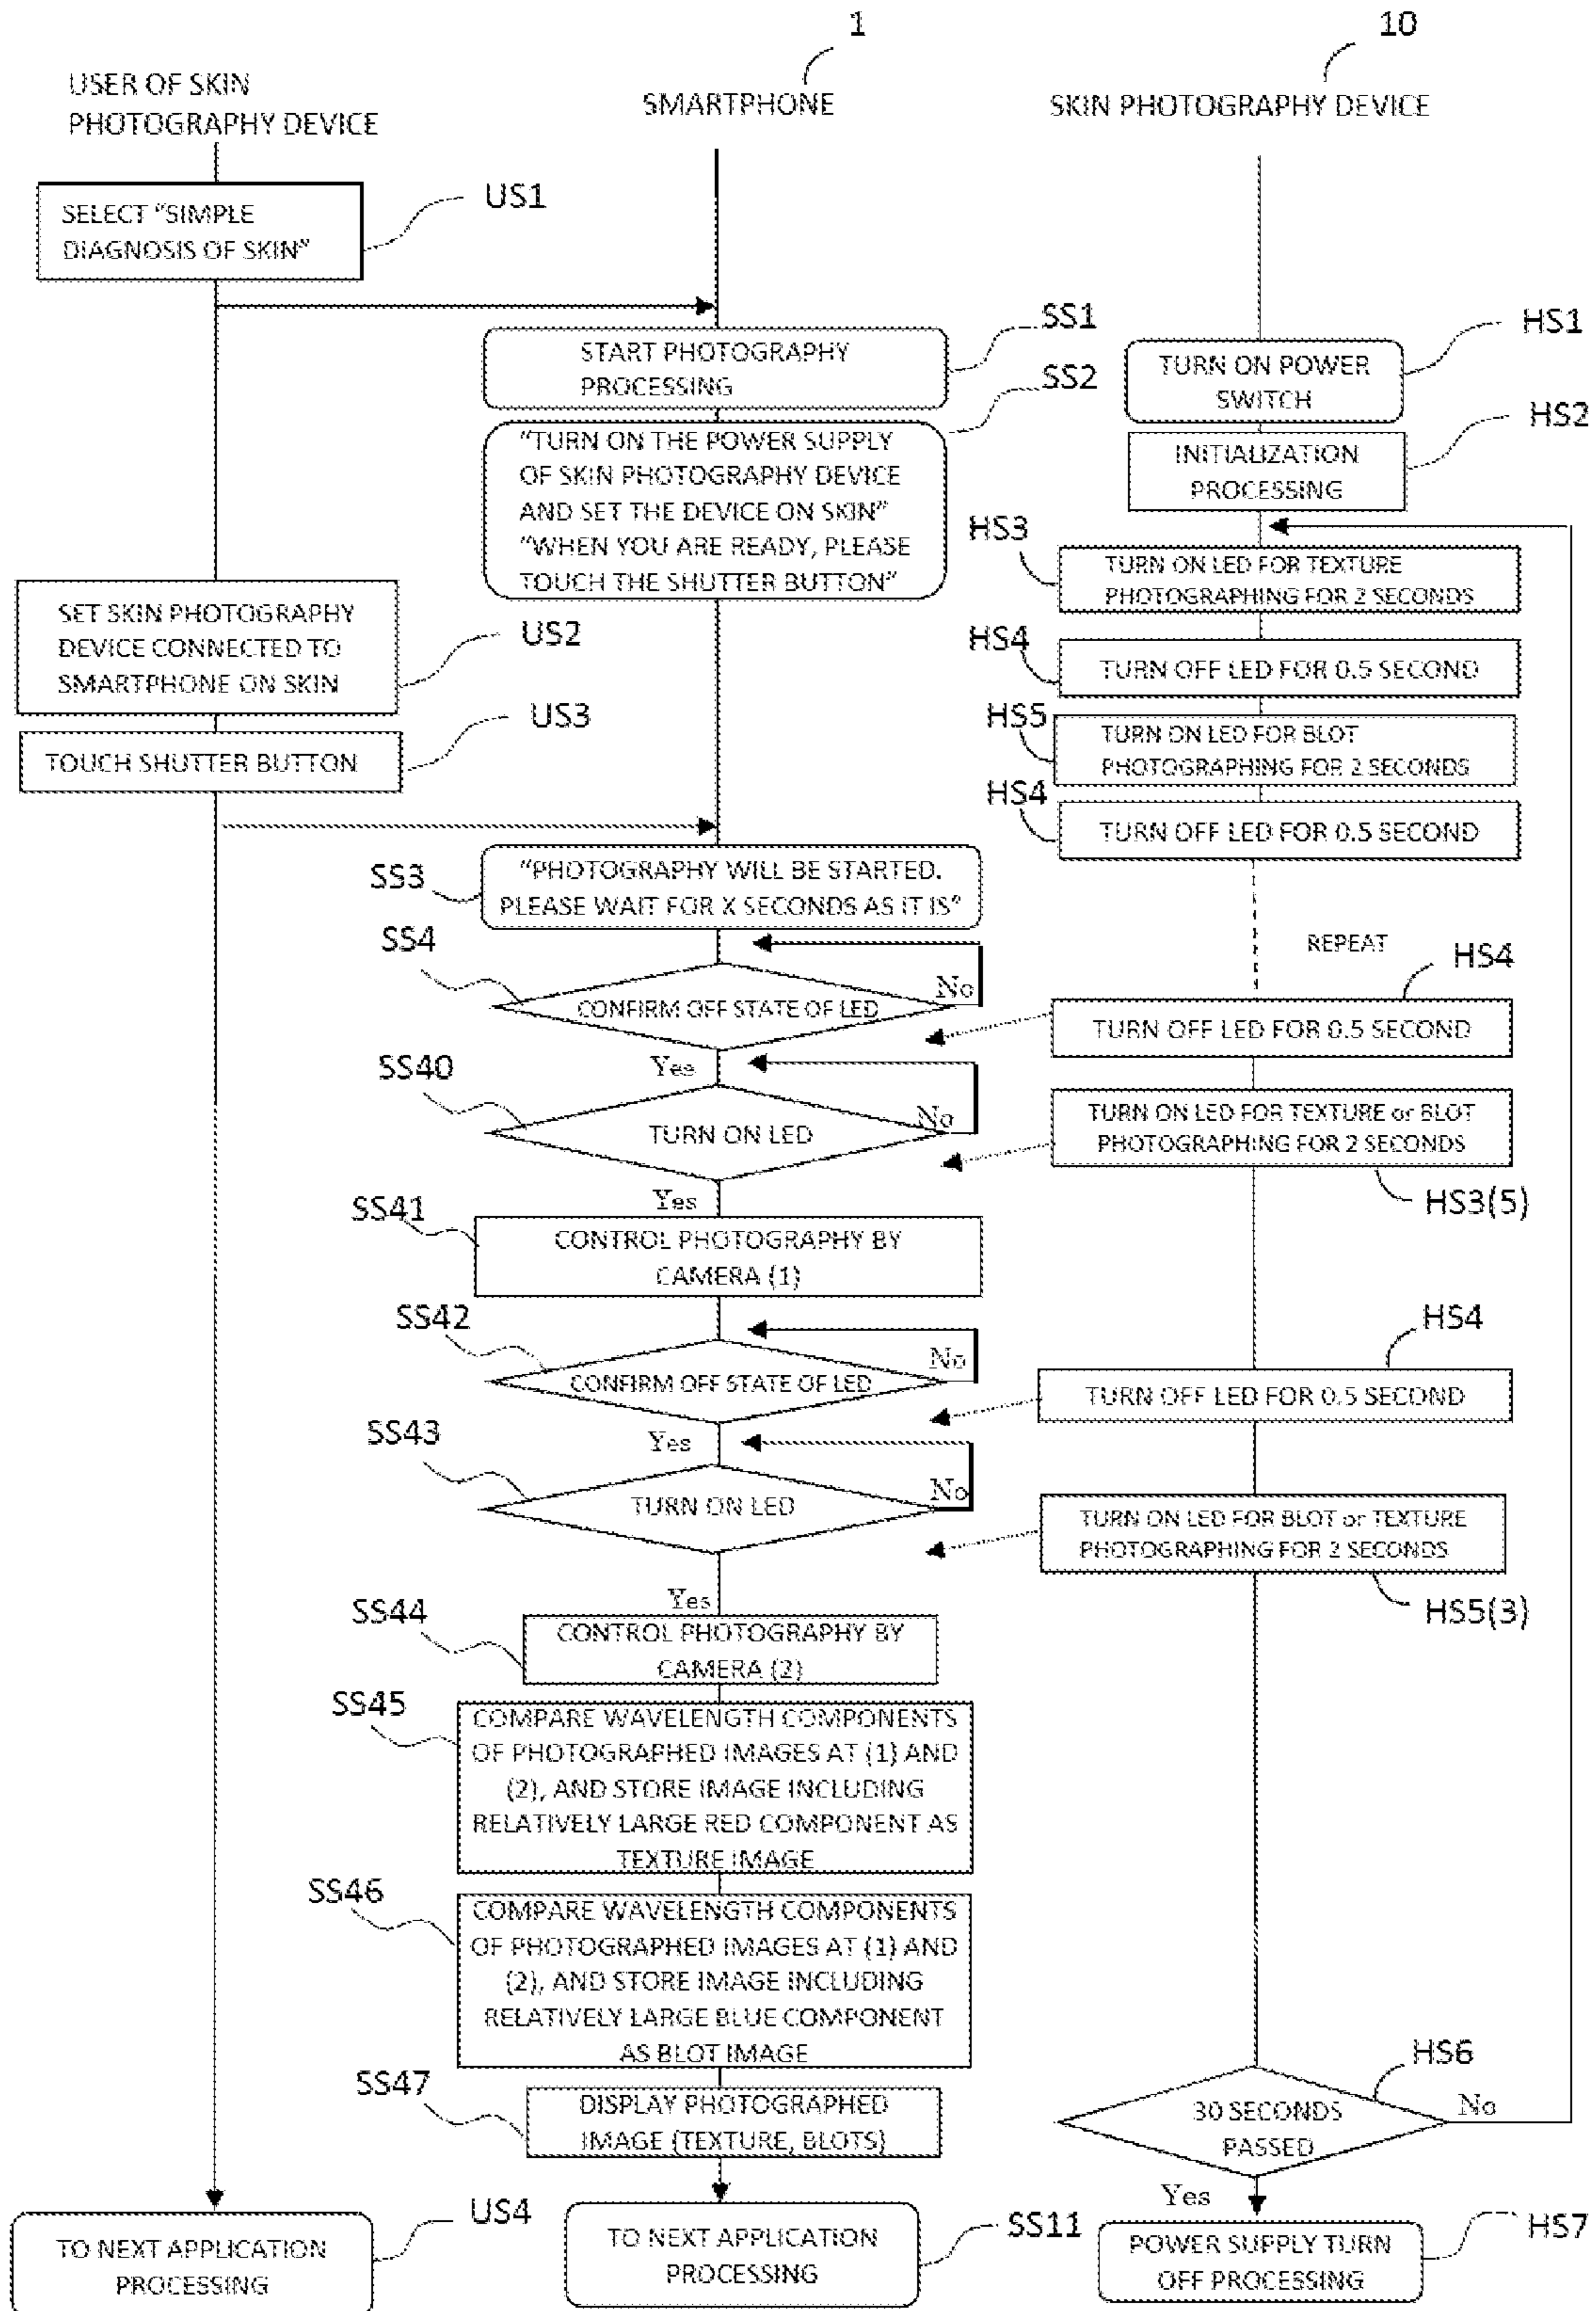 1
10
USER OF SKIN
PHOTOGRAPHY DEVICE
SMARTPHONE
SKIN PHOTOGRAPHY DEVICE
SELECT "SIMPLE
DIAGNOSIS OF SKIN"
US1
START PHOTOGRAPHY
PROCESSING
SS1
TURN ON POWER
SWITCH
HS1
"TURN ON THE POWER SUPPLY
OF SKIN PHOTOGRAPHY DEVICE
AND SET THE DEVICE ON SKIN"
"WHEN YOU ARE READY, PLEASE
TOUCH THE SHUTTER BUTTON"
SS2
INITIALIZATION
PROCESSING
HS2
HS3
TURN ON LED FOR TEXTURE
PHOTOGRAPHING FOR 2 SECONDS
SET SKIN PHOTOGRAPHY
DEVICE CONNECTED TO
SMARTPHONE ON SKIN
US2
HS4
TURN OFF LED FOR 0.5 SECOND
TOUCH SHUTTER BUTTON
US3
HS5
TURN ON LED FOR BLOT
PHOTOGRAPHING FOR 2 SECONDS
HS4
TURN OFF LED FOR 0.5 SECOND
SS3
"PHOTOGRAPHY WILL BE STARTED.
PLEASE WAIT FOR X SECONDS AS IT IS"
REPEAT
SS4
CONFIRM OFF STATE OF LED
No
Yes
HS4
TURN OFF LED FOR 0.5 SECOND
SS40
TURN ON LED
No
Yes
TURN ON LED FOR TEXTURE or BLOT
PHOTOGRAPHING FOR 2 SECONDS
HS3(5)
SS41
CONTROL PHOTOGRAPHY BY
CAMERA (1)
SS42
CONFIRM OFF STATE OF LED
No
Yes
HS4
TURN OFF LED FOR 0.5 SECOND
SS43
TURN ON LED
No
Yes
TURN ON LED FOR BLOT or TEXTURE
PHOTOGRAPHING FOR 2 SECONDS
HS5(3)
SS44
CONTROL PHOTOGRAPHY BY
CAMERA (2)
SS45
COMPARE WAVELENGTH COMPONENTS
OF PHOTOGRAPHED IMAGES AT (1) AND
(2), AND STORE IMAGE INCLUDING
RELATIVELY LARGE RED COMPONENT AS
TEXTURE IMAGE
SS46
COMPARE WAVELENGTH COMPONENTS
OF PHOTOGRAPHED IMAGES AT (1) AND
(2), AND STORE IMAGE INCLUDING
RELATIVELY LARGE BLUE COMPONENT
AS BLOT IMAGE
SS47
DISPLAY PHOTOGRAPHED
IMAGE (TEXTURE, BLOTS)
HS6
30 SECONDS
PASSED
No
Yes
TO NEXT APPLICATION
PROCESSING
US4
TO NEXT APPLICATION
PROCESSING
SS11
POWER SUPPLY TURN
OFF PROCESSING
HS7